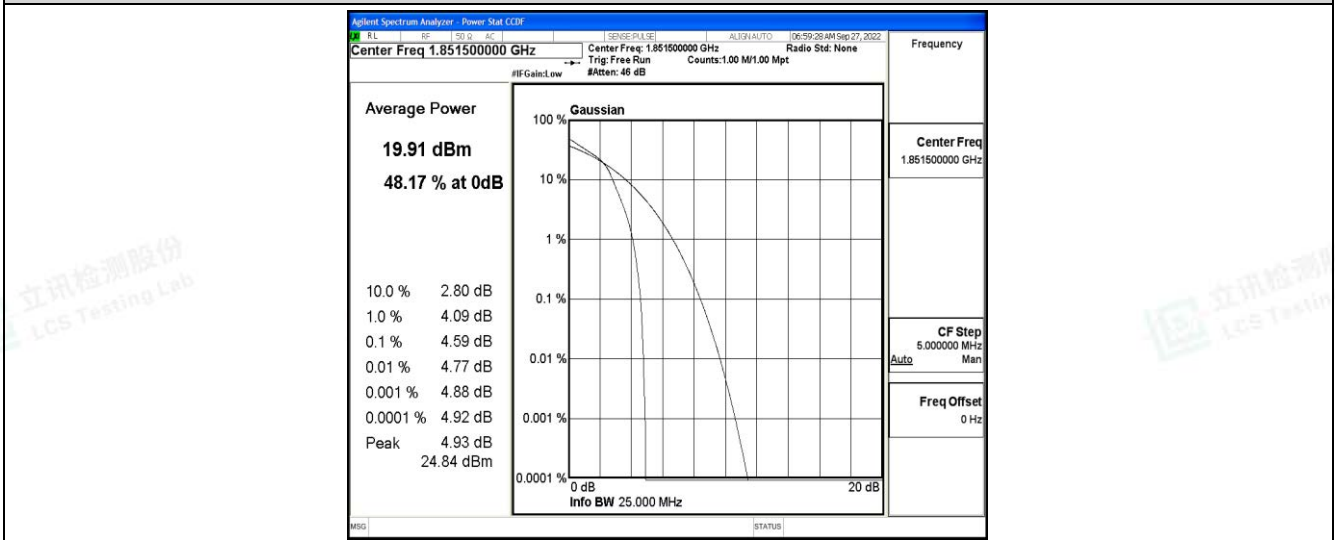 Agilent Spectrum Analyzer - Power Stat CCDF
RL RF 50 Ω AC SENSE:PULSE ALIGN AUTO 06:59:28 AM Sep 27, 2022
Center Freq 1.851500000 GHz
Center Freq: 1.851500000 GHz Radio Std: None
Trig: Free Run Counts:1.00 M/1.00 Mpt
#IFGain:Low #Atten: 46 dB
Frequency
Average Power
19.91 dBm
48.17 % at 0dB
10.0 % 2.80 dB
1.0 % 4.09 dB
0.1 % 4.59 dB
0.01 % 4.77 dB
0.001 % 4.88 dB
0.0001 % 4.92 dB
Peak 4.93 dB
24.84 dBm
Gaussian
100 %
10 %
1 %
0.1 %
0.01 %
0.001 %
0.0001 %
0 dB 20 dB
Info BW 25.000 MHz
Center Freq
1.851500000 GHz
CF Step
5.000000 MHz
Auto Man
Freq Offset
0 Hz
MSG STATUS
立讯检测股份
LCS Testing Lab
立讯检测
LCS Testin